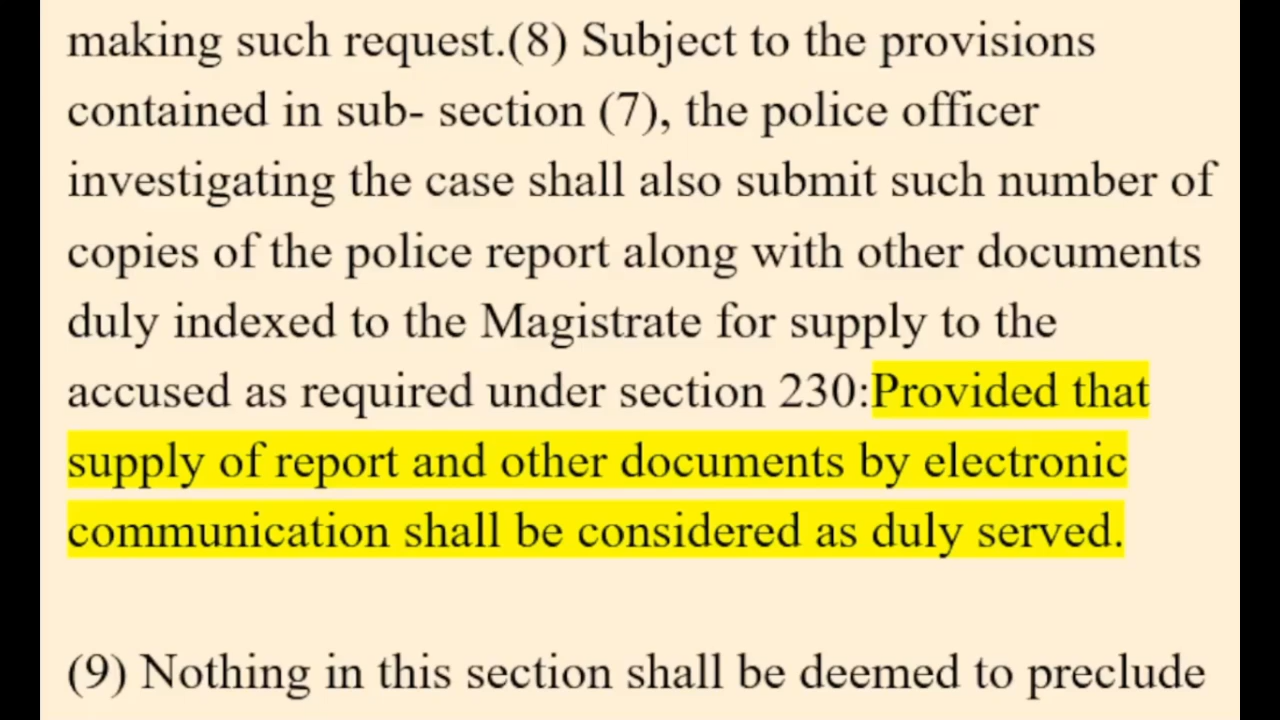 making such request.(8) Subject to the provisions
contained in sub- section (7), the police officer
investigating the case shall also submit such number of
copies of the police report along with other documents
duly indexed to the Magistrate for supply to the
accused as required under section 230:Provided that
supply of report and other documents by electronic
communication shall be considered as duly served.
(9) Nothing in this section shall be deemed to preclude